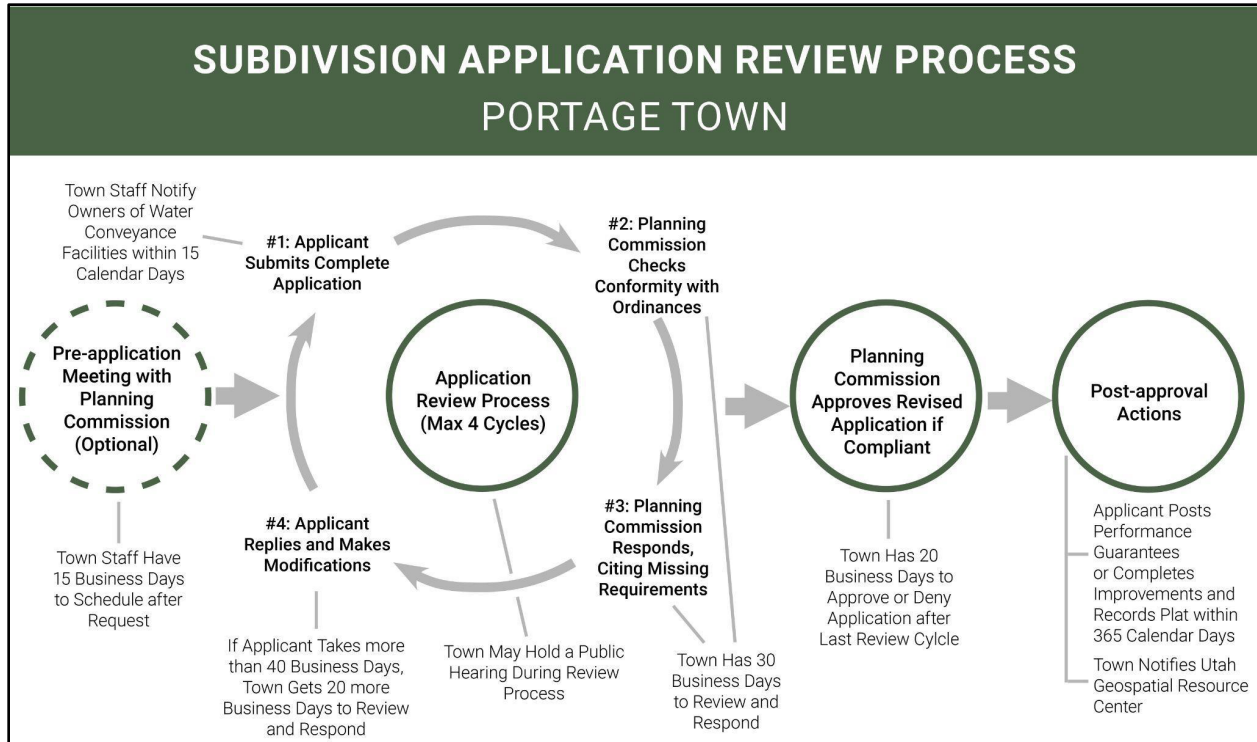 SUBDIVISION APPLICATION REVIEW PROCESS
PORTAGE TOWN
Town Staff Notify
Owners of Water
Conveyance
Facilities within 15
Calendar Days
Pre-application
Meeting with
Planning
Commission
(Optional)
Town Staff Have
15 Business Days
to Schedule after
Request
#1: Applicant
Submits Complete
Application
#2: Planning
Commission
Checks
Conformity with
Ordinances
Application
Review Process
(Max 4 Cycles)
#3: Planning
Commission
Responds,
Citing Missing
Requirements
#4: Applicant
Replies and Makes
Modifications
If Applicant Takes more
than 40 Business Days,
Town Gets 20 more
Business Days to Review
and Respond
Town May Hold a Public
Hearing During Review
Process
Town Has 30
Business Days
to Review and
Respond
Planning
Commission
Approves Revised
Application if
Compliant
Town Has 20
Business Days to
Approve or Deny
Application after
Last Review Cylcle
Post-approval
Actions
Applicant Posts
Performance
Guarantees
or Completes
Improvements and
Records Plat within
365 Calendar Days
Town Notifies Utah
Geospatial Resource
Center